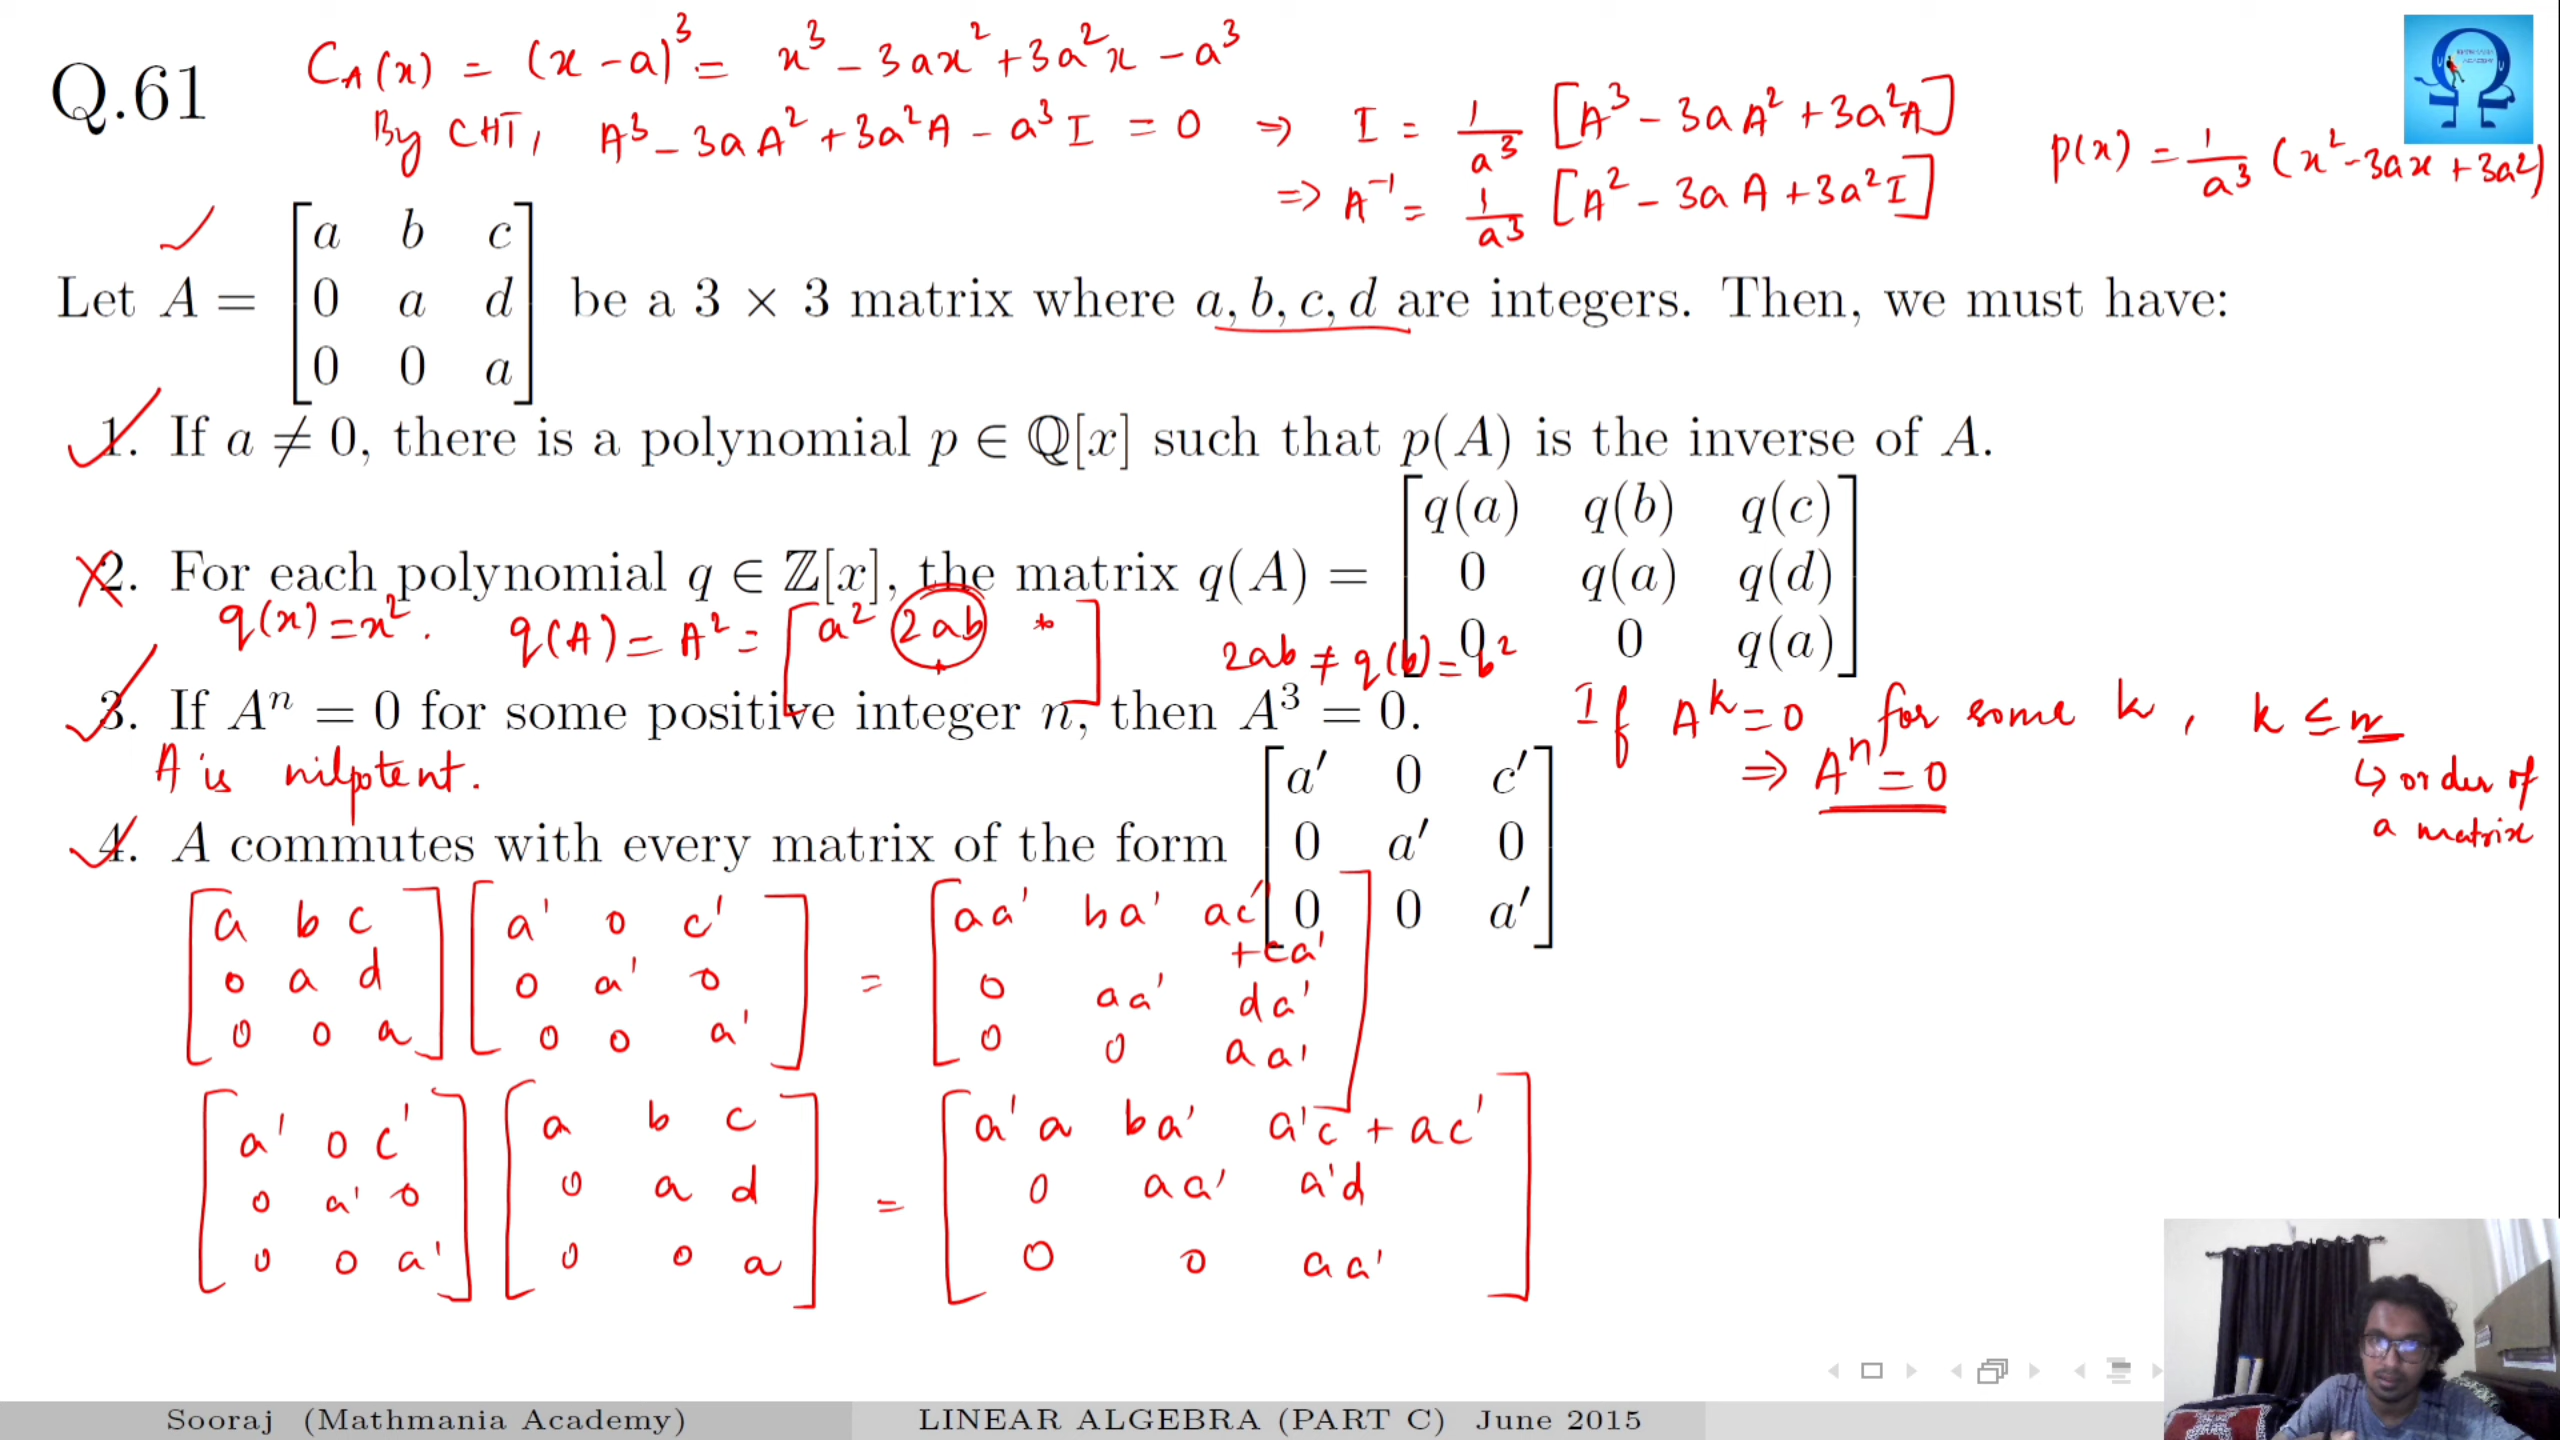 Q.61
C_A(x) = (x - a)^3 = x^3 - 3ax^2 + 3a^2x - a^3
By CHT, A^3 - 3aA^2 + 3a^2A - a^3I = 0 ⇒ I = 1/a^3 [A^3 - 3aA^2 + 3a^2A]
⇒ A^{-1} = 1/a^3 [A^2 - 3aA + 3a^2I]
p(x) = 1/a^3 (x^2 - 3ax + 3a^2)
Let A = [a b c; 0 a d; 0 0 a] be a 3 × 3 matrix where a, b, c, d are integers. Then, we must have:
1. If a ≠ 0, there is a polynomial p ∈ ℚ[x] such that p(A) is the inverse of A.
2. For each polynomial q ∈ ℤ[x], the matrix q(A) = [q(a) q(b) q(c); 0 q(a) q(d); 0 0 q(a)]
q(x) = x^2. q(A) = A^2 = [a^2 2ab *] 2ab ≠ q(b) = b^2
3. If A^n = 0 for some positive integer n, then A^3 = 0.
If A^k = 0 for some k, k ≤ n
⇒ A^n = 0
↳ order of
a matrix
A is nilpotent.
4. A commutes with every matrix of the form [a′ 0 c′; 0 a′ 0; 0 0 a′]
[a b c; 0 a d; 0 0 a] [a' 0 c'; 0 a' 0; 0 0 a'] = [aa' ba' ac'+ca'; 0 aa' da'; 0 0 aa']
[a' 0 c'; 0 a' 0; 0 0 a'] [a b c; 0 a d; 0 0 a] = [a'a ba' a'c + ac'; 0 aa' a'd; 0 0 aa']
Sooraj (Mathmania Academy) LINEAR ALGEBRA (PART C) June 2015